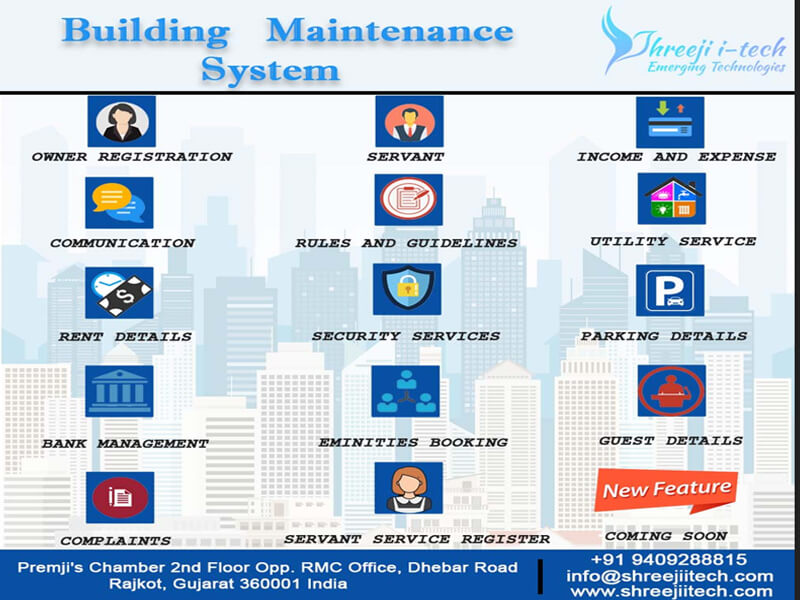 Building Maintenance
System
Shreeji i-tech
Emerging Technologies
OWNER REGISTRATION
SERVANT
INCOME AND EXPENSE
COMMUNICATION
RULES AND GUIDELINES
UTILITY SERVICE
$
P
RENT DETAILS
SECURITY SERVICES
PARKING DETAILS
BANK MANAGEMENT
EMINITIES BOOKING
GUEST DETAILS
New Feature
COMPLAINTS
SERVANT SERVICE REGISTER
COMING SOON
Premji's Chamber 2nd Floor Opp. RMC Office, Dhebar Road
Rajkot, Gujarat 360001 India
+91 9409288815
info@shreejiitech.com
www.shreejiitech.com